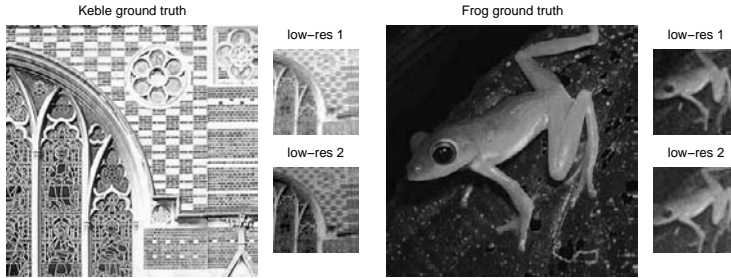 Keble ground truth
low−res 1
low−res 2
Frog ground truth
low−res 1
low−res 2